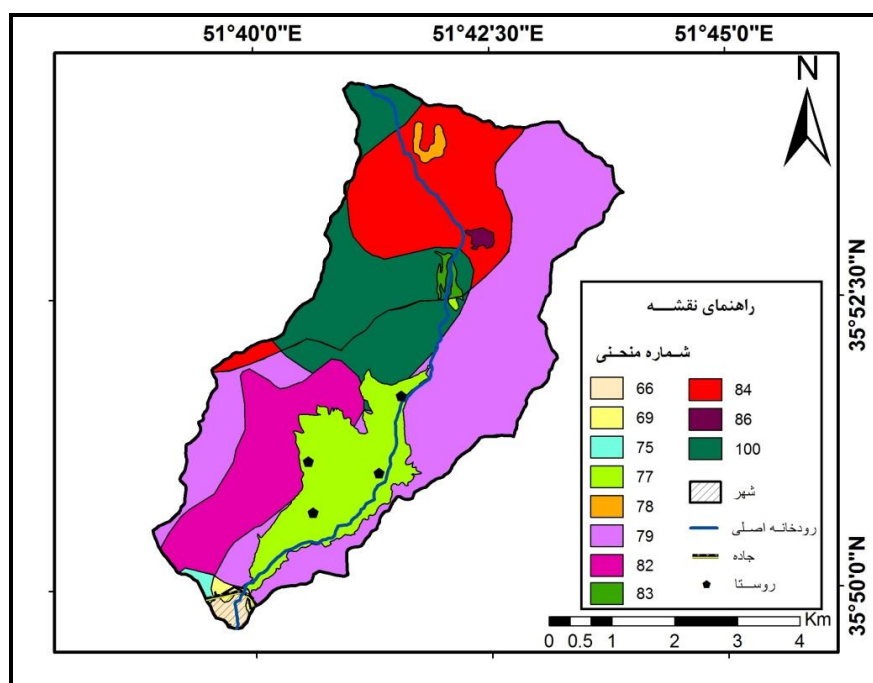 51°40'0"E
51°42'30"E
51°45'0"E
N
35°52'30"N
35°50'0"N
راهنمای نقشـــه
شـماره منحـنی
66
69
75
77
78
79
82
83
84
86
100
شهر
رودخانـه اصـلی
جاده
روســتا
0 0.5 1 2 3 4 Km